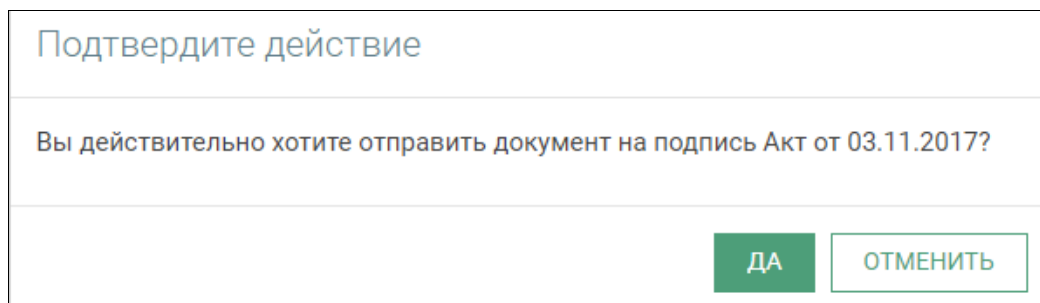 Подтвердите действие
Вы действительно хотите отправить документ на подпись Акт от 03.11.2017?
ДА
ОТМЕНИТЬ